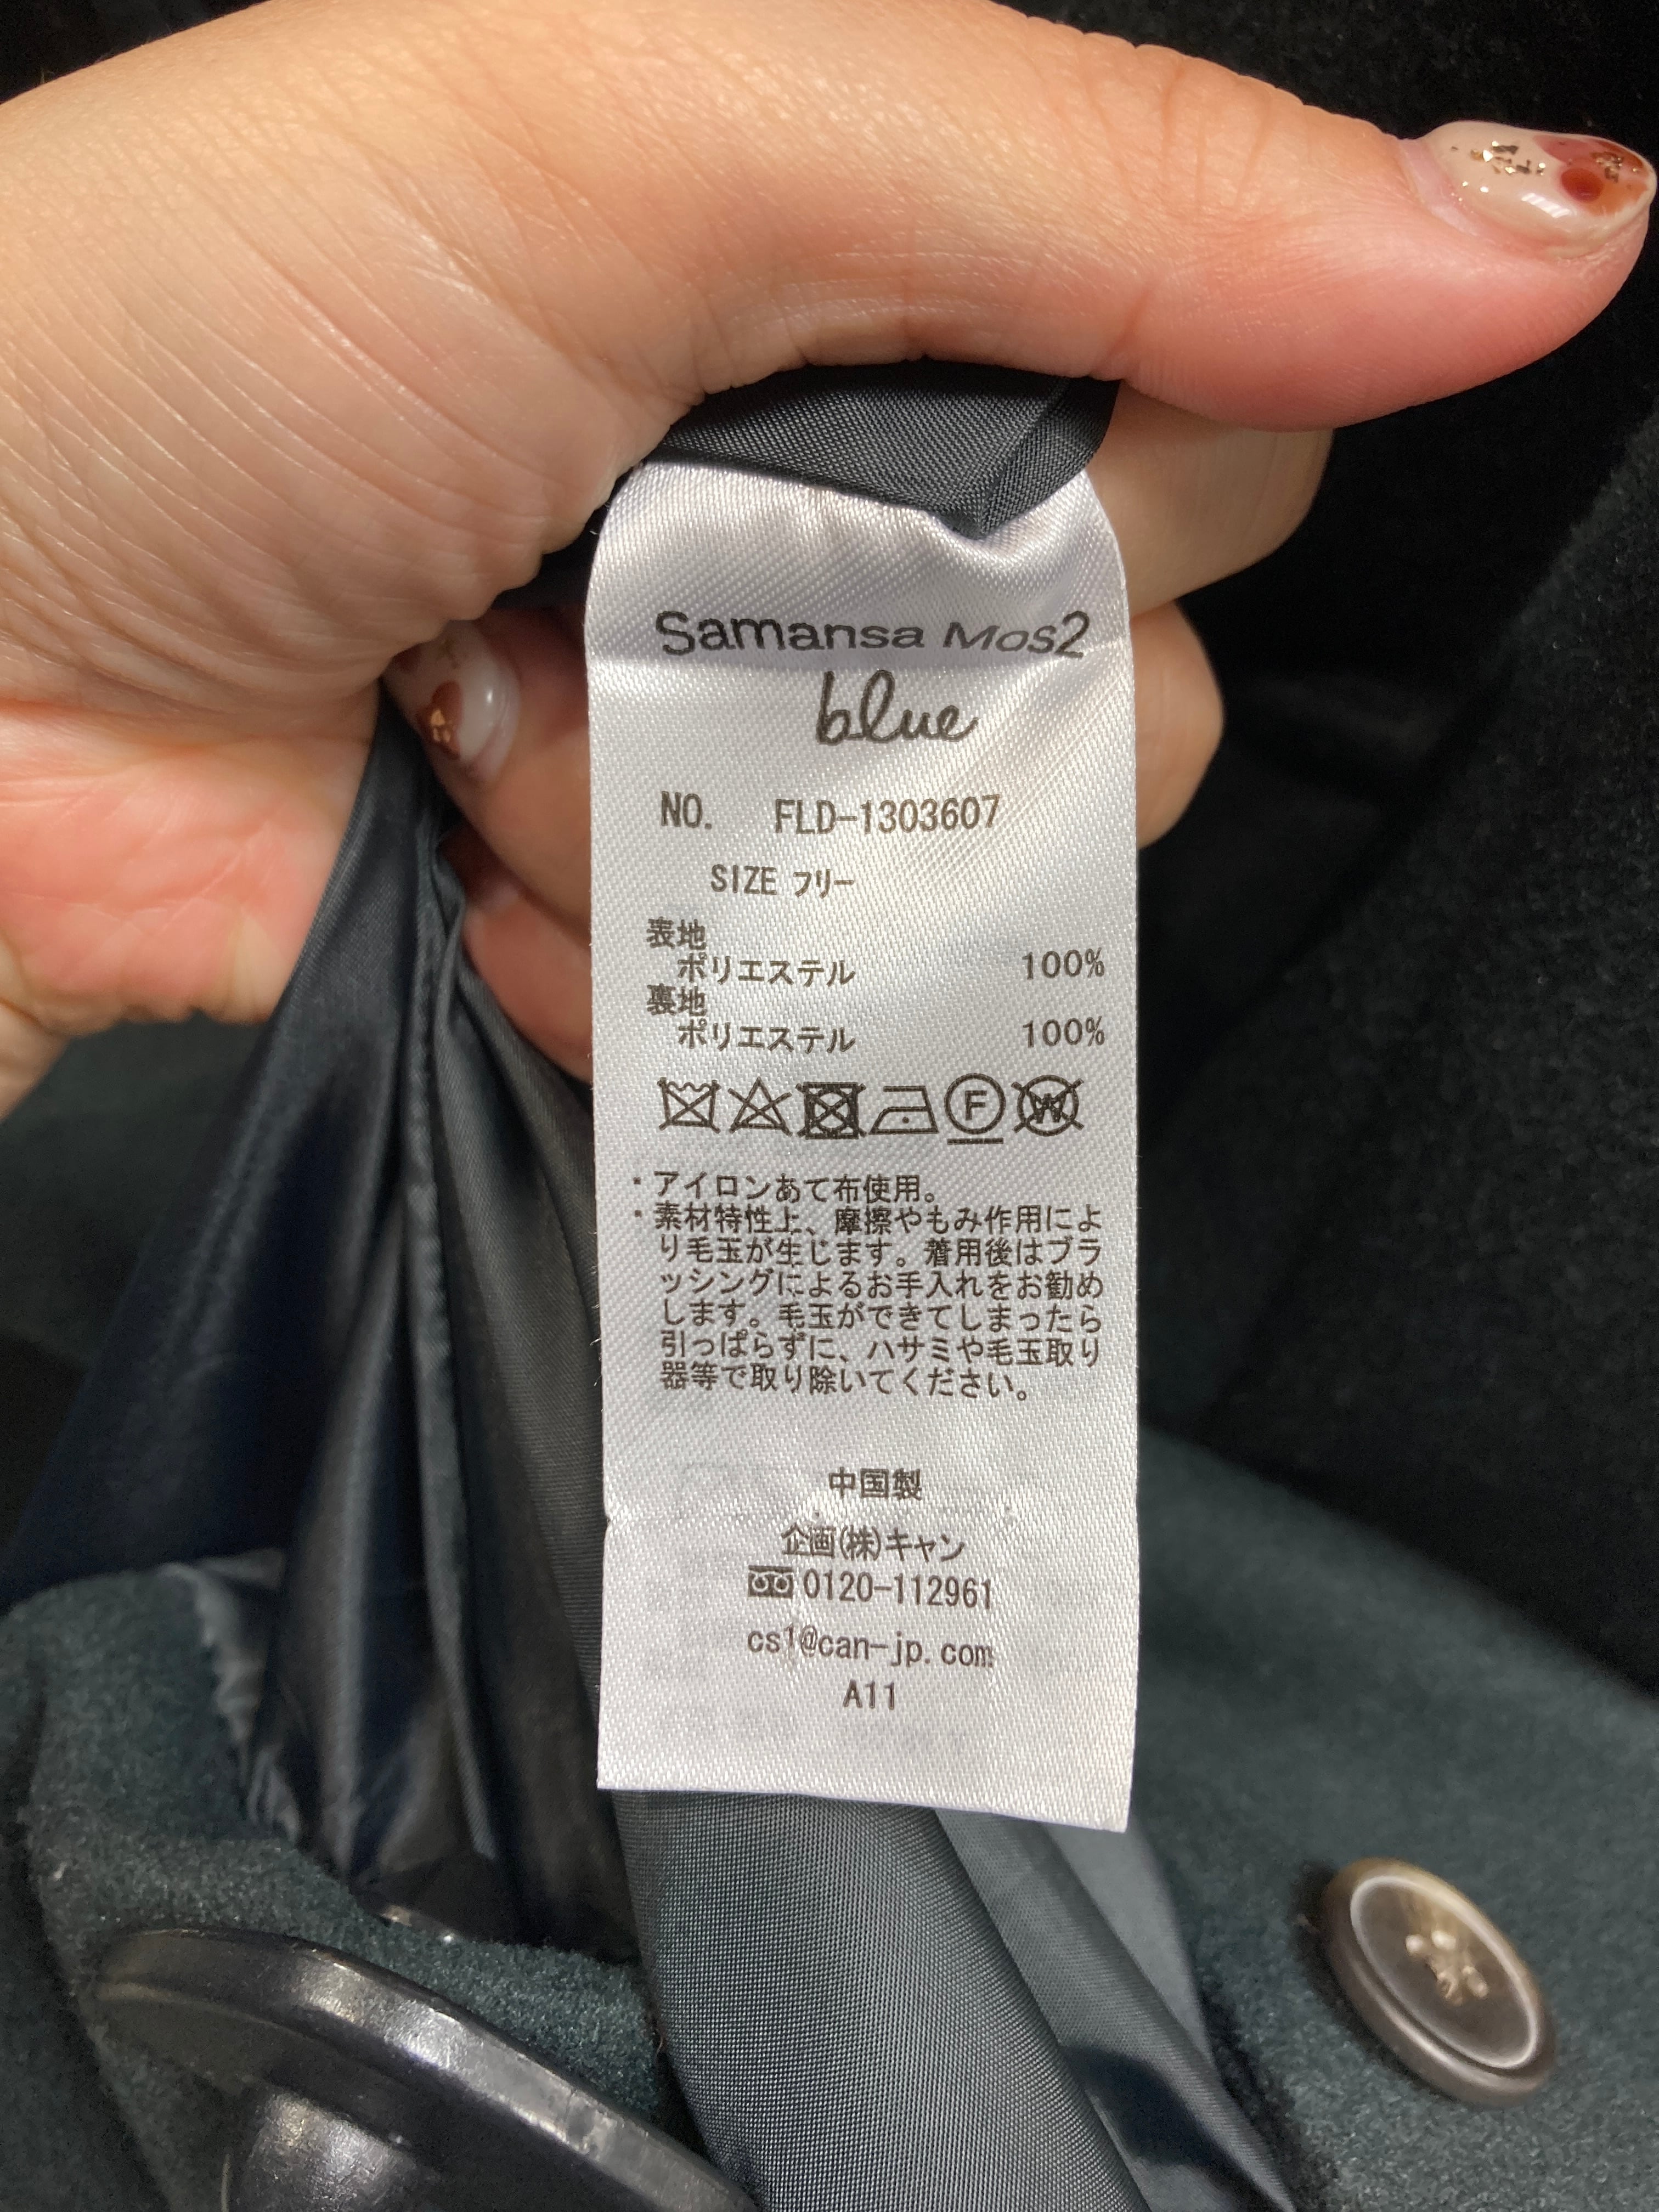 Samansa Mos2
blue
NO. FLD-1303607
SIZE フリー
表地
ポリエステル 100%
裏地
ポリエステル 100%
F W
・アイロンあて布使用。
・素材特性上、摩擦やもみ作用によ
り毛玉が生じます。着用後はブラ
ッシングによるお手入れをお勧め
します。毛玉ができてしまったら
引っぱらずに、ハサミや毛玉取り
器等で取り除いてください。
中国製
企画(株)キャン
0120-112961
cs1@can-jp.com
A11